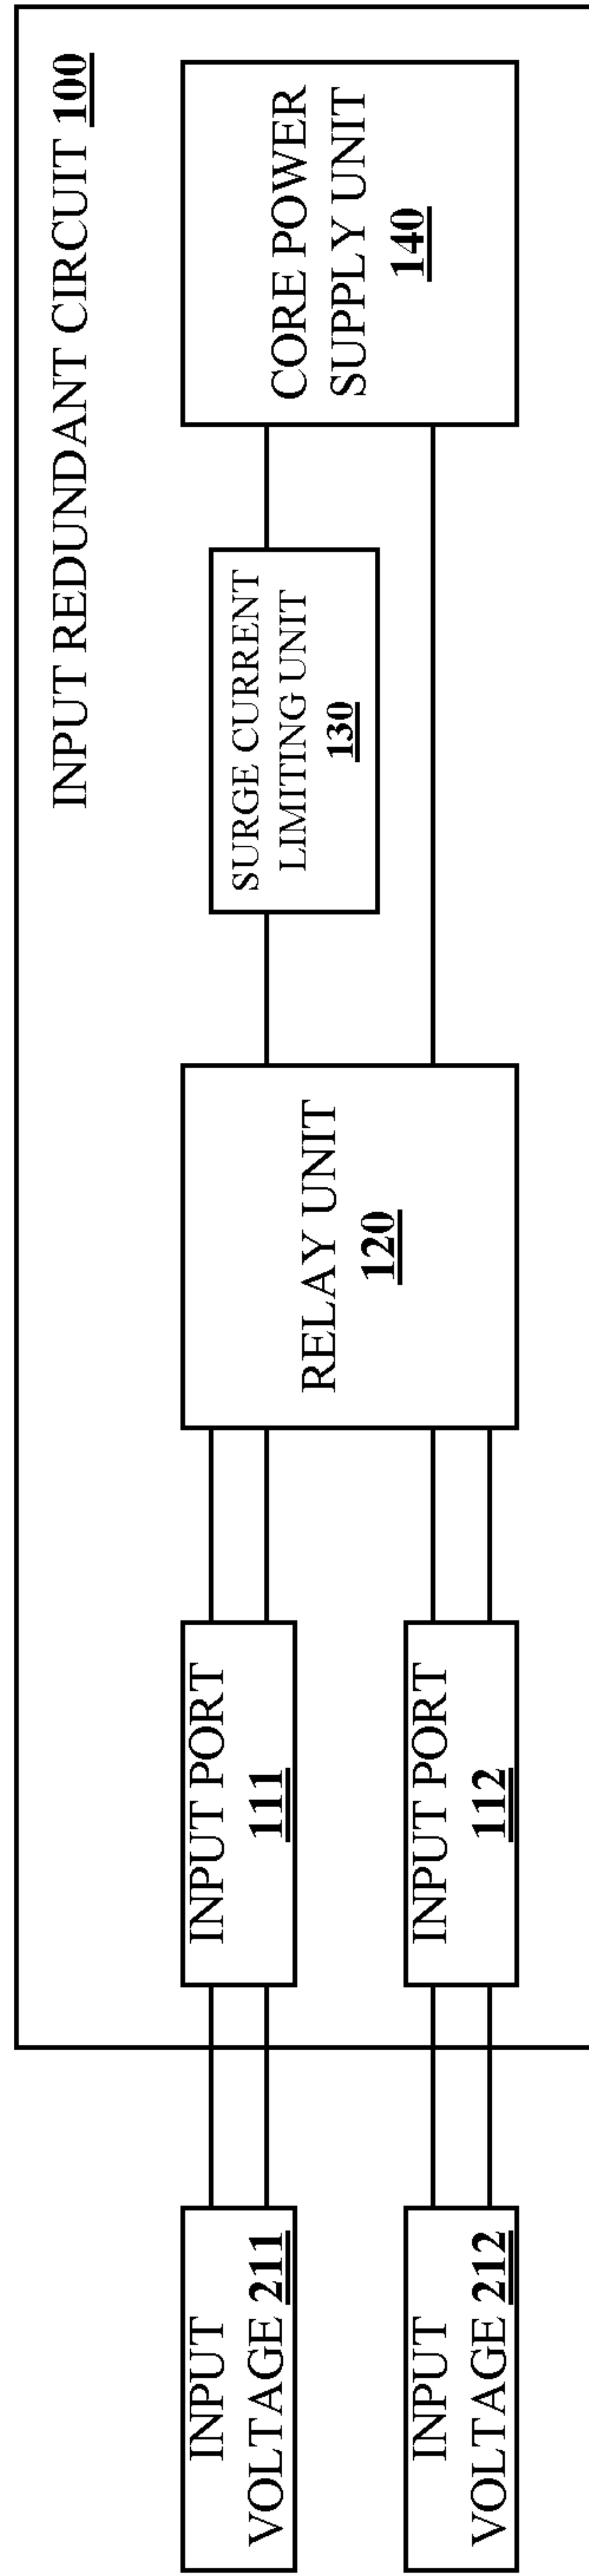 INPUT REDUNDANT CIRCUIT 100
INPUT
VOLTAGE 211
INPUT PORT
111
INPUT
VOLTAGE 212
INPUT PORT
112
RELAY UNIT
120
SURGE CURRENT
LIMITING UNIT
130
CORE POWER
SUPPLY UNIT
140